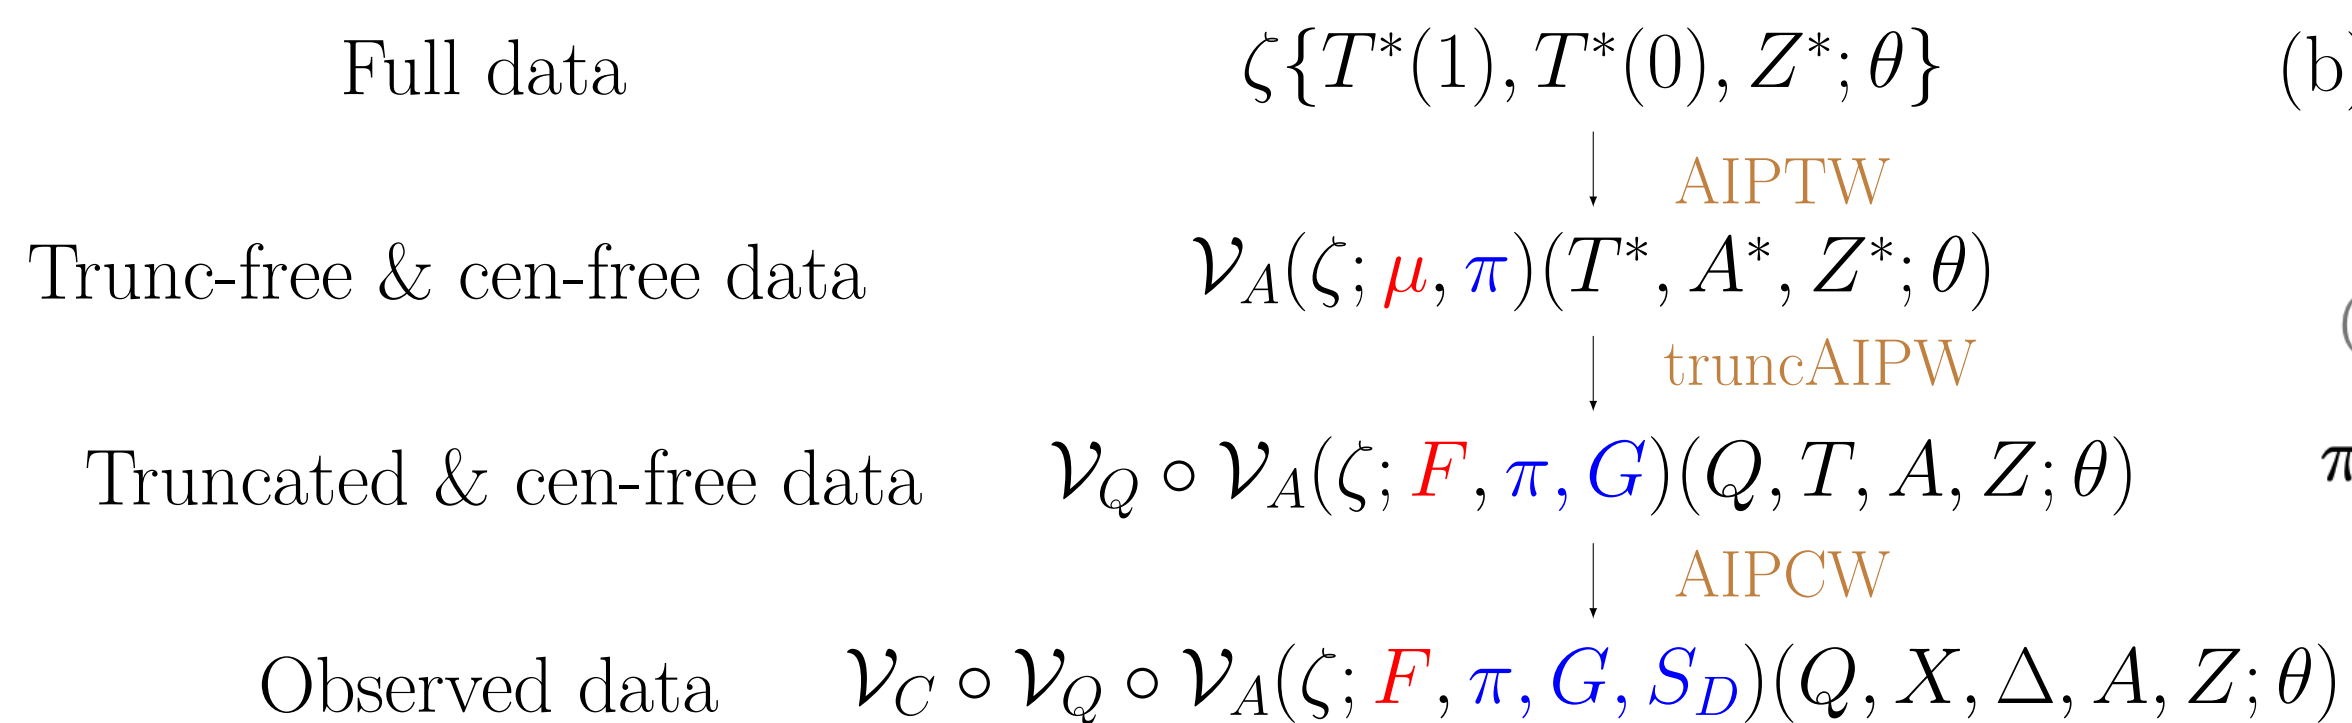 Full data ζ{T*(1), T*(0), Z*; θ} (b)
AIPTW
Trunc-free & cen-free data 𝒱_A(ζ; μ, π)(T*, A*, Z*; θ)
truncAIPW
Truncated & cen-free data 𝒱_Q ∘ 𝒱_A(ζ; F, π, G)(Q, T, A, Z; θ) π
AIPCW
Observed data 𝒱_C ∘ 𝒱_Q ∘ 𝒱_A(ζ; F, π, G, S_D)(Q, X, Δ, A, Z; θ)